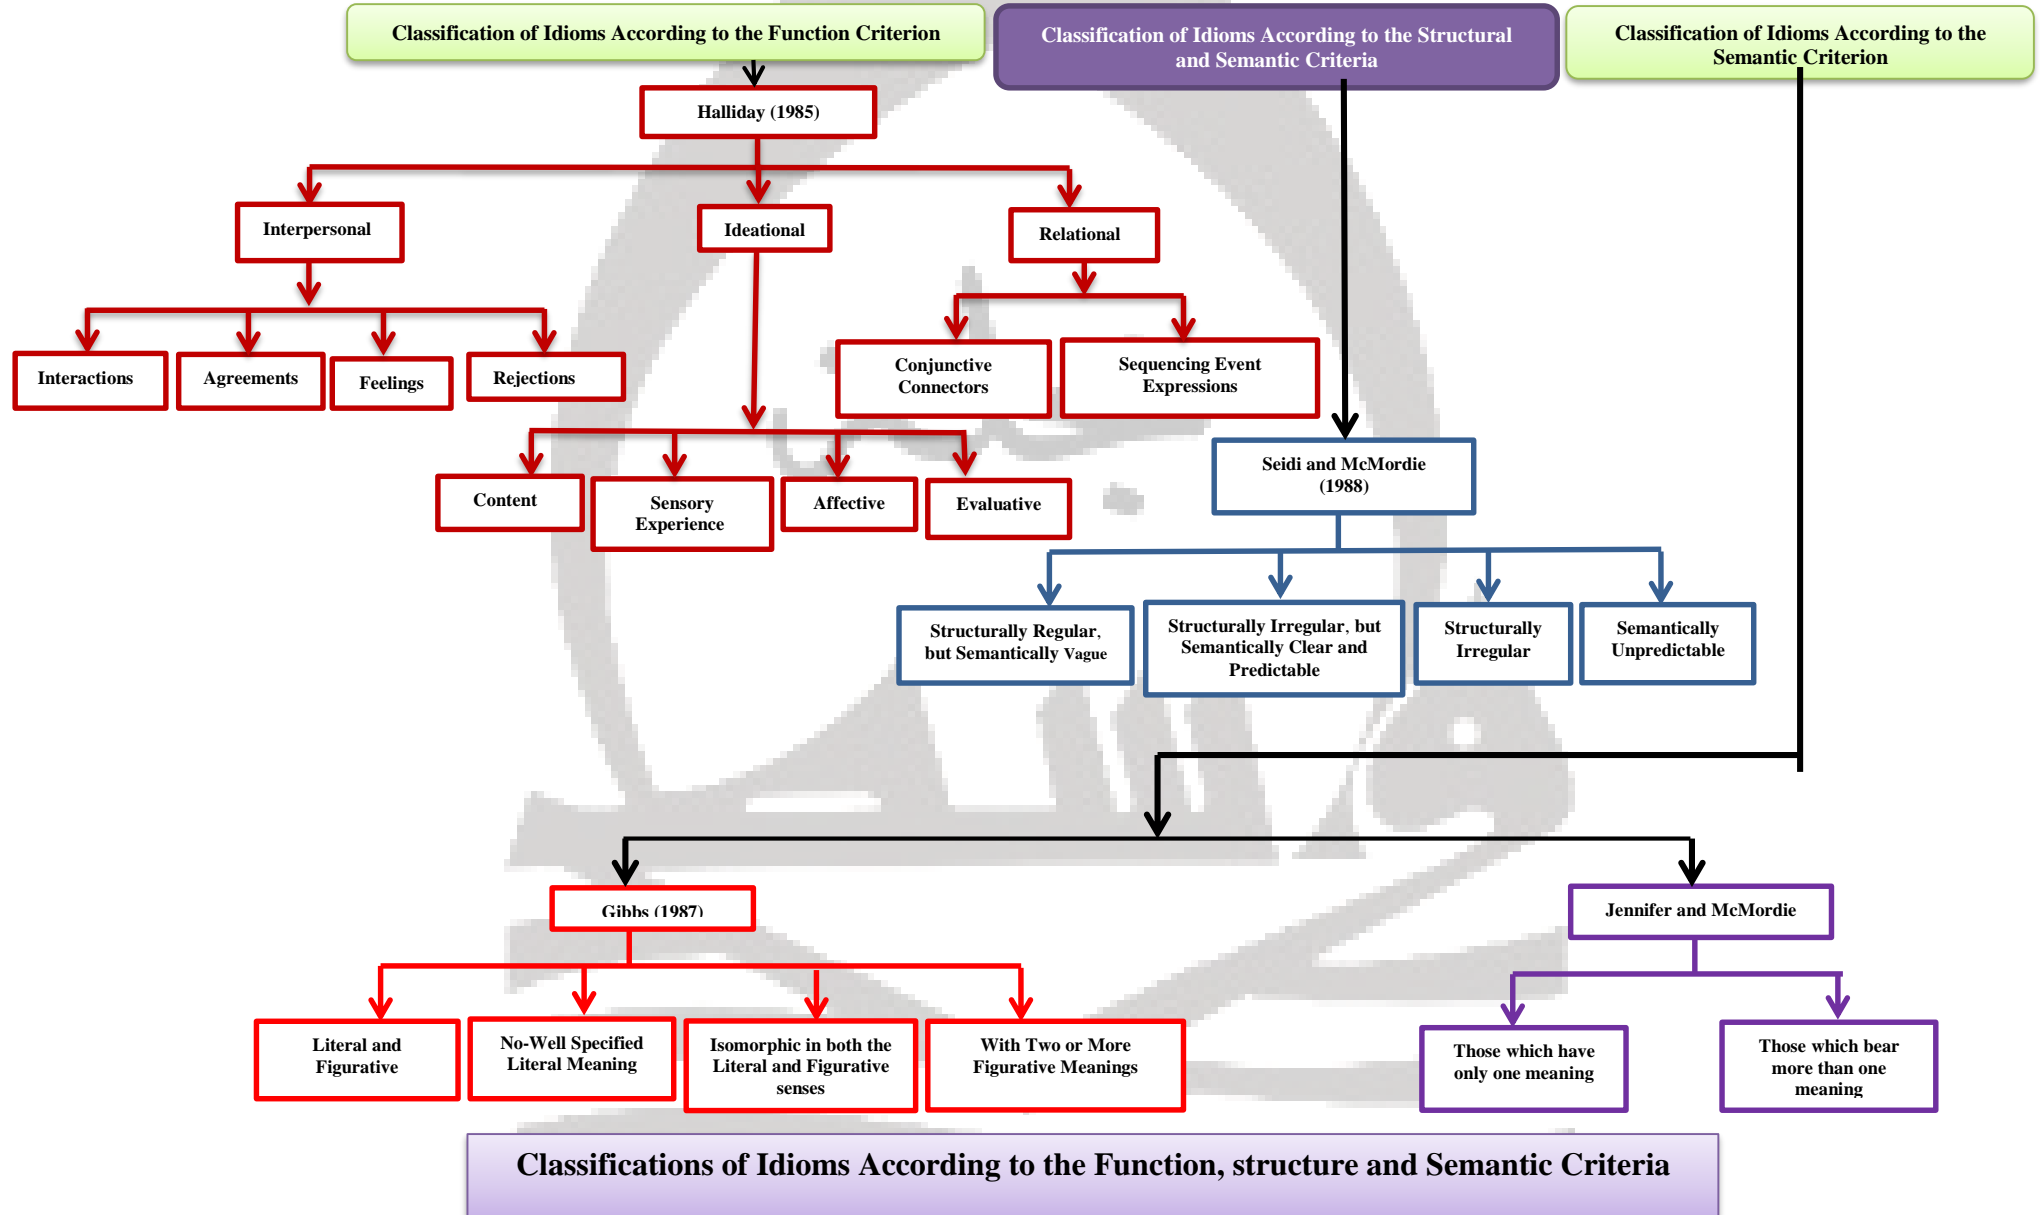 Classification of Idioms According to the Function Criterion
Classification of Idioms According to the Structural
and Semantic Criteria
Classification of Idioms According to the
Semantic Criterion
Halliday (1985)
Interpersonal
Ideational
Relational
Interactions
Agreements
Feelings
Rejections
Conjunctive
Connectors
Sequencing Event
Expressions
Content
Sensory
Experience
Affective
Evaluative
Seidi and McMordie
(1988)
Structurally Regular,
but Semantically Vague
Structurally Irregular, but
Semantically Clear and
Predictable
Structurally
Irregular
Semantically
Unpredictable
Gibbs (1987)
Jennifer and McMordie
Literal and
Figurative
No-Well Specified
Literal Meaning
Isomorphic in both the
Literal and Figurative
senses
With Two or More
Figurative Meanings
Those which have
only one meaning
Those which bear
more than one
meaning
Classifications of Idioms According to the Function, structure and Semantic Criteria